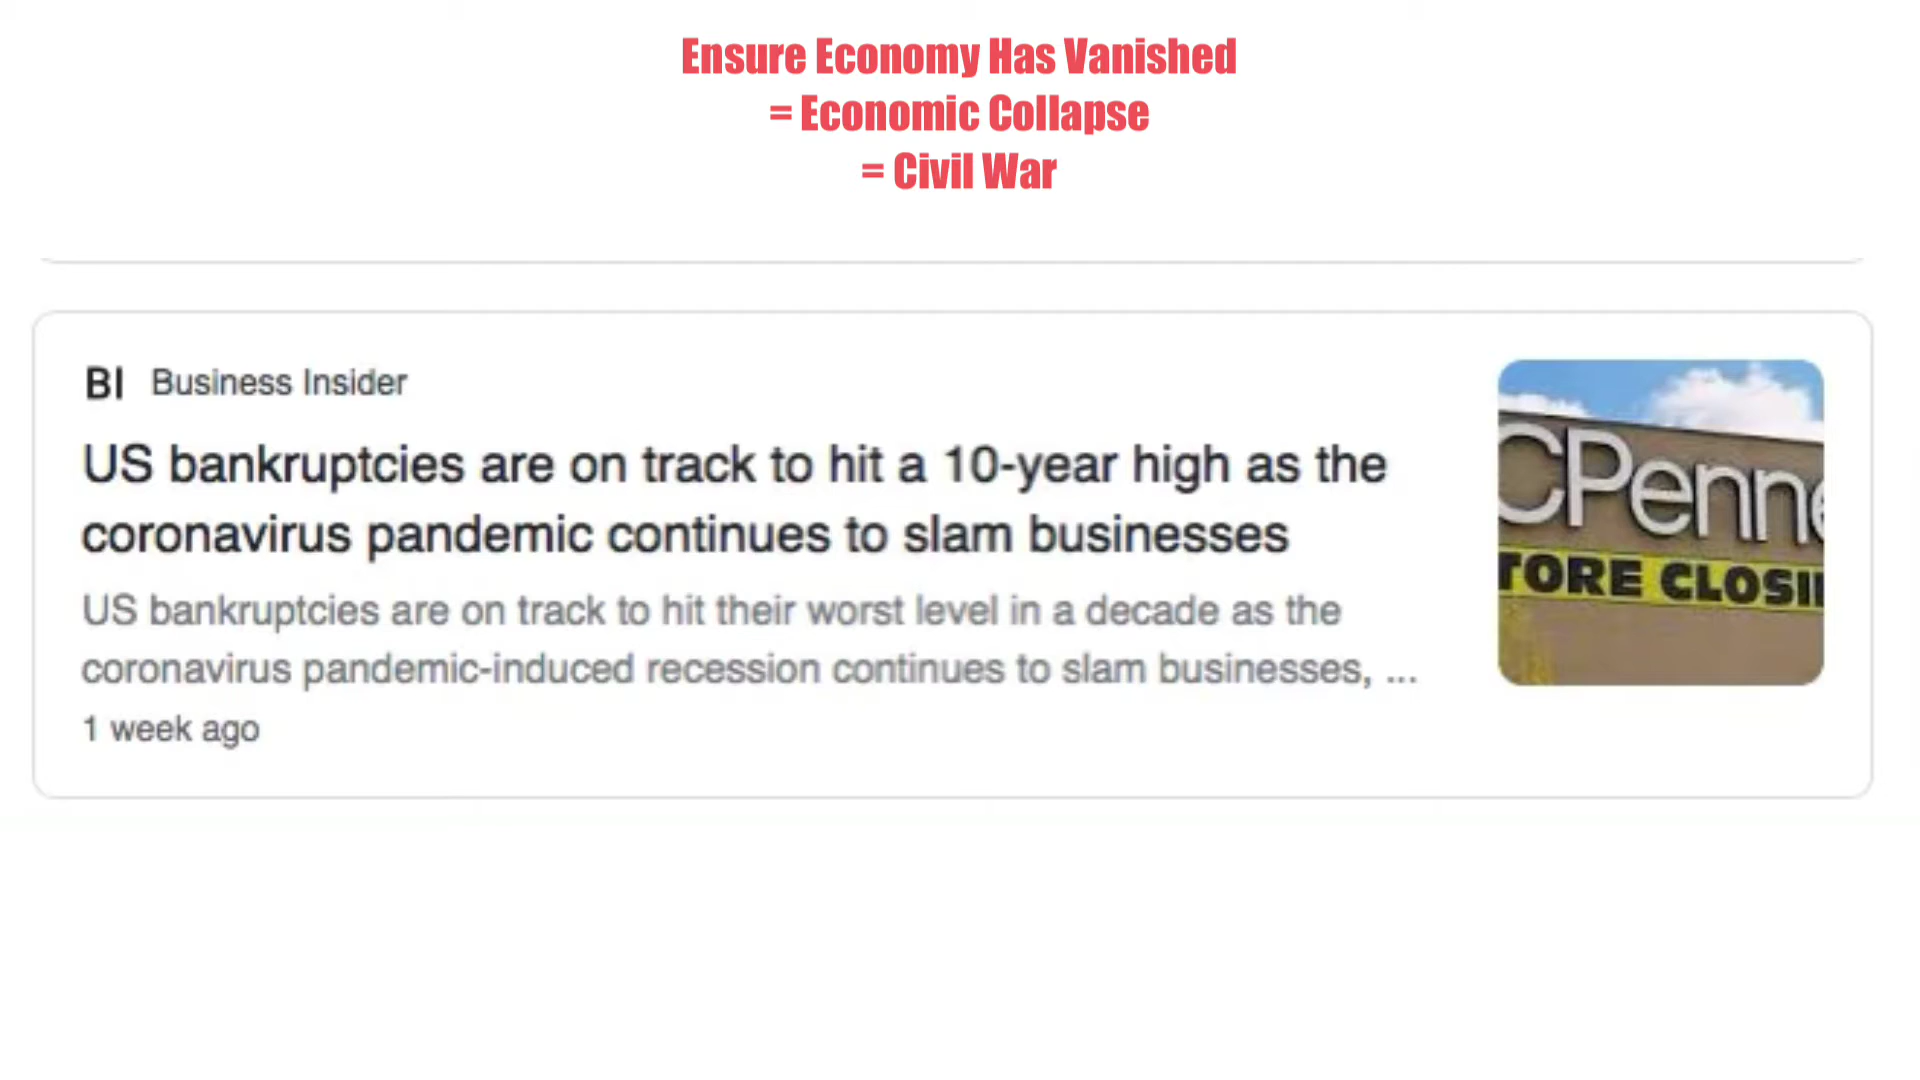 Ensure Economy Has Vanished
= Economic Collapse
= Civil War
BI Business Insider
US bankruptcies are on track to hit a 10-year high as the
coronavirus pandemic continues to slam businesses
US bankruptcies are on track to hit their worst level in a decade as the
coronavirus pandemic-induced recession continues to slam businesses, ...
1 week ago
CPenne
TORE CLOSI